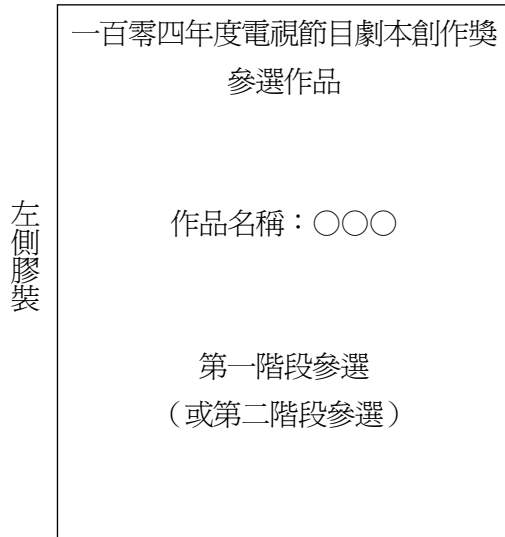 一百零四年度電視節目劇本創作獎
參選作品
左側膠裝
作品名稱：○○○
第一階段參選
（或第二階段參選）